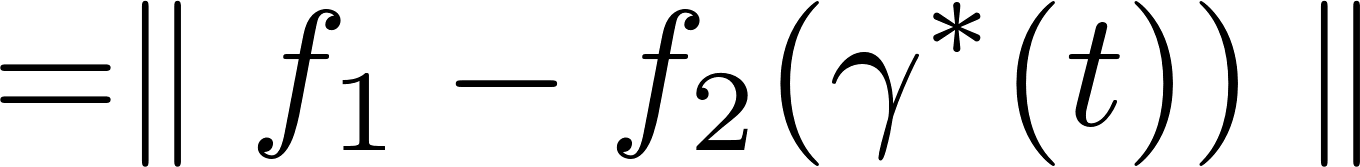 =∥ f₁ − f₂(γ*(t)) ∥